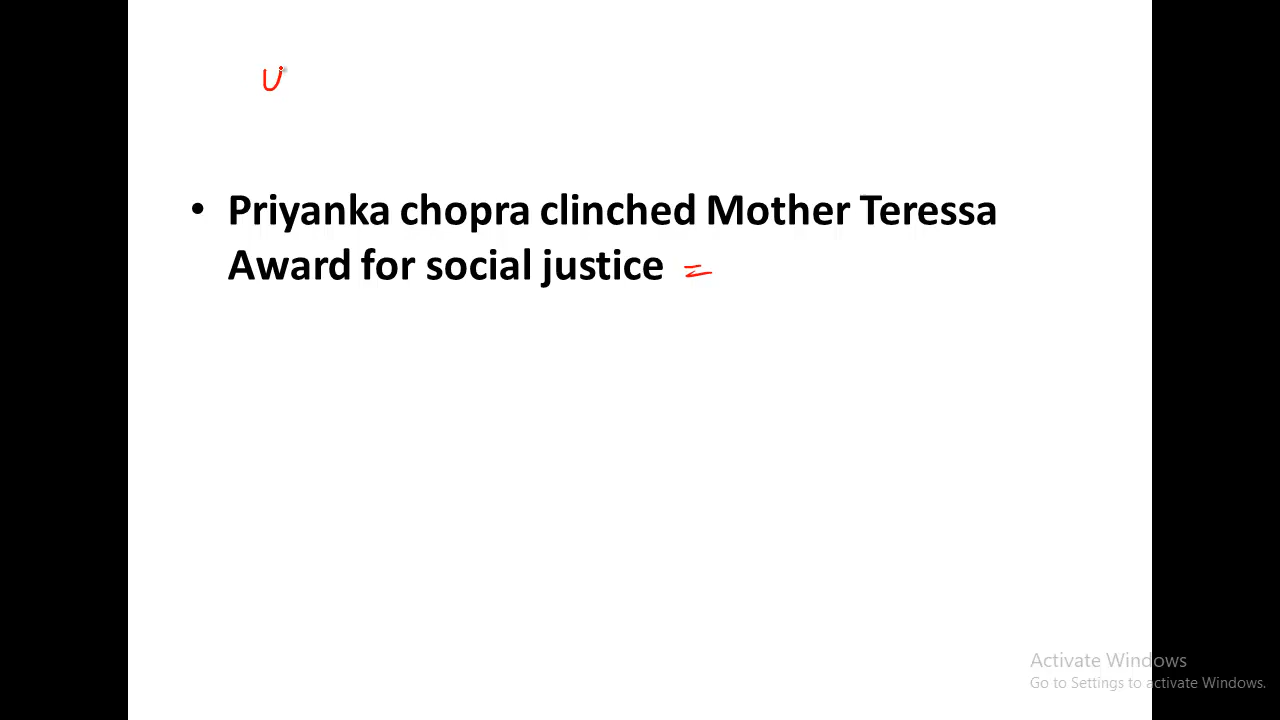 U
• Priyanka chopra clinched Mother Teressa
Award for social justice =
Activate Windows
Go to Settings to activate Windows.